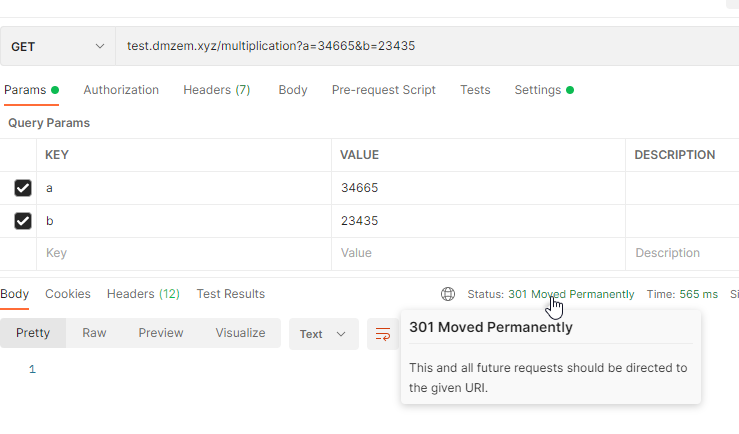 GET test.dmzem.xyz/multiplication?a=34665&b=23435
Params Authorization Headers (7) Body Pre-request Script Tests Settings
Query Params
KEY VALUE DESCRIPTION
a 34665
b 23435
Key Value Description
Body Cookies Headers (12) Test Results Status: 301 Moved Permanently Time: 565 ms Si
Pretty Raw Preview Visualize Text
301 Moved Permanently
1
This and all future requests should be directed to
the given URI.